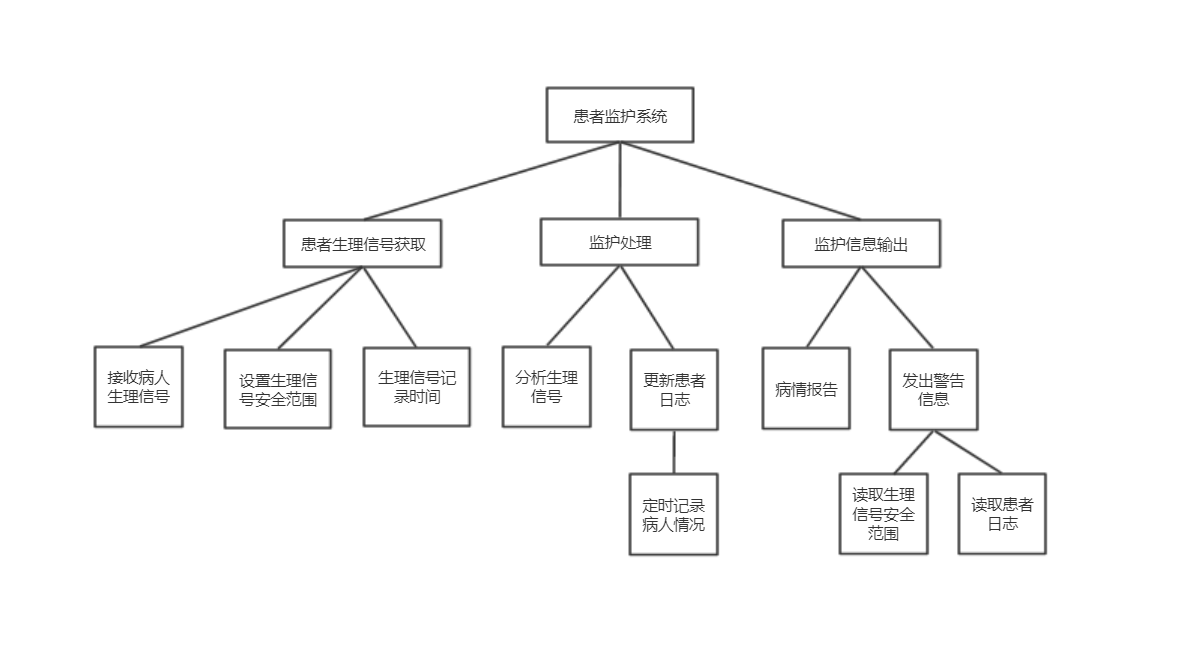 患者监护系统
患者生理信号获取
监护处理
监护信息输出
接收病人
生理信号
设置生理信
号安全范围
生理信号记
录时间
分析生理
信号
更新患者
日志
病情报告
发出警告
信息
定时记录
病人情况
读取生理
信号安全
范围
读取患者
日志